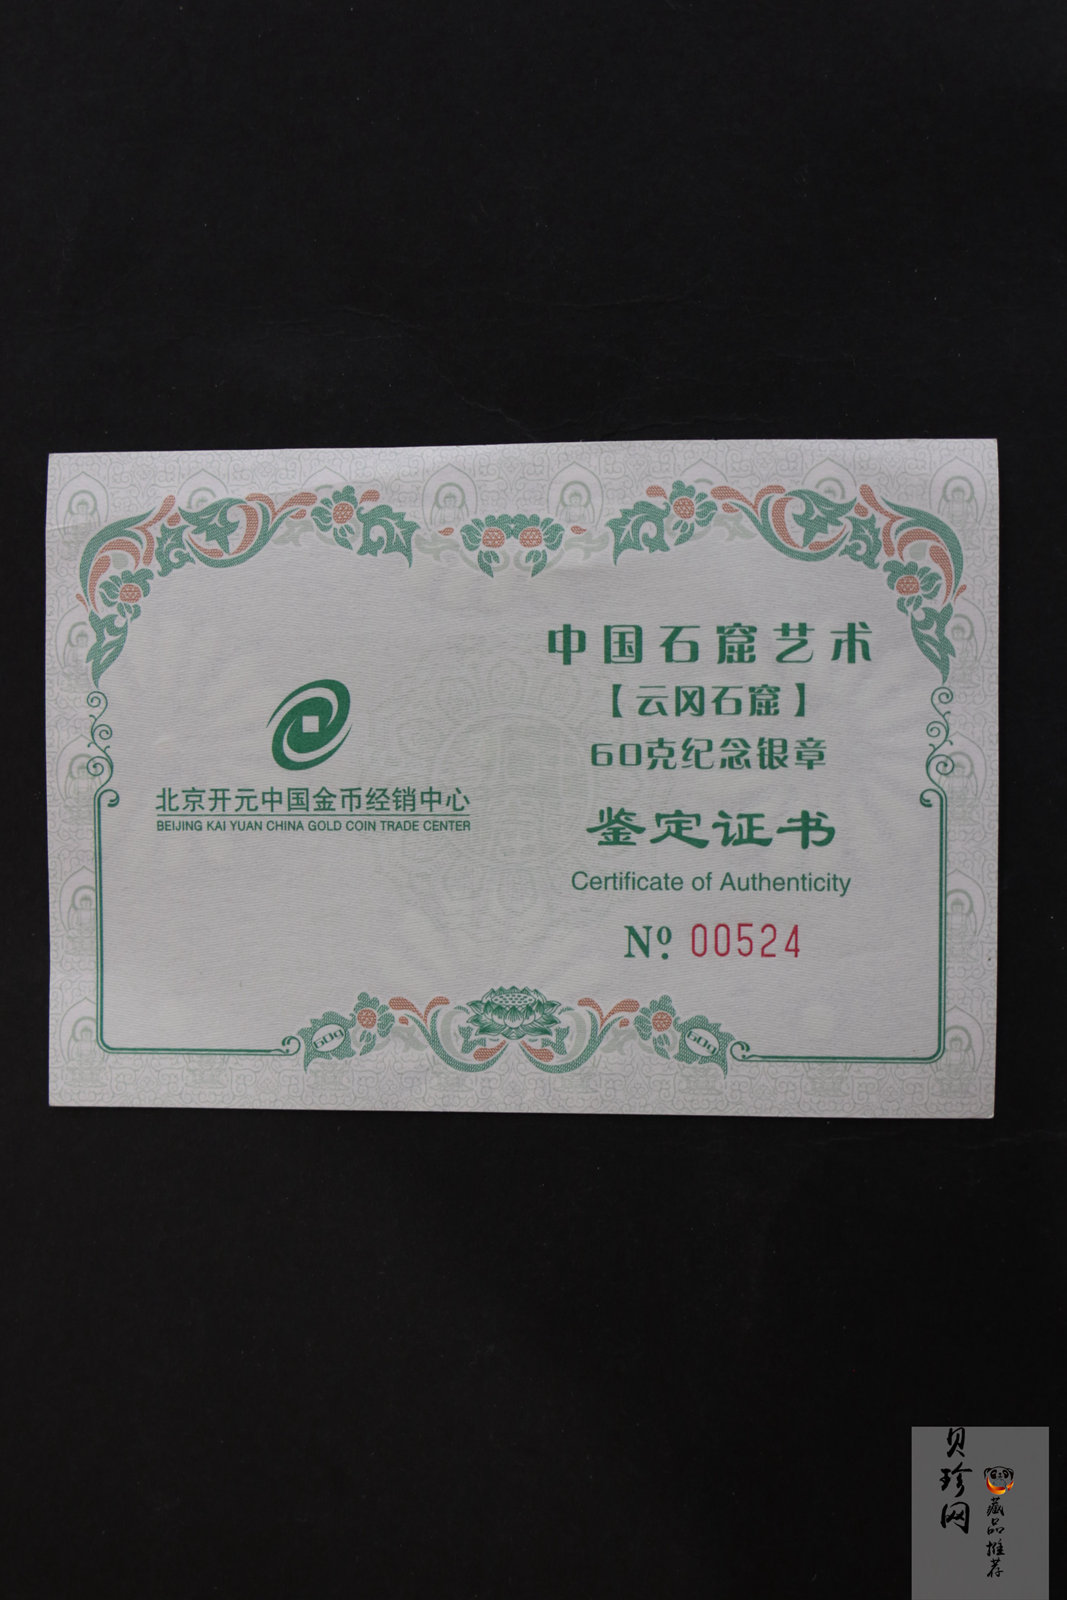 北京开元中国金币经销中心
BEIJING KAI YUAN CHINA GOLD COIN TRADE CENTER
中国石窟艺术
【云冈石窟】
60克纪念银章
鉴定证书
Certificate of Authenticity
Nº. 00524
60g
60g
贝珍网
藏品推荐